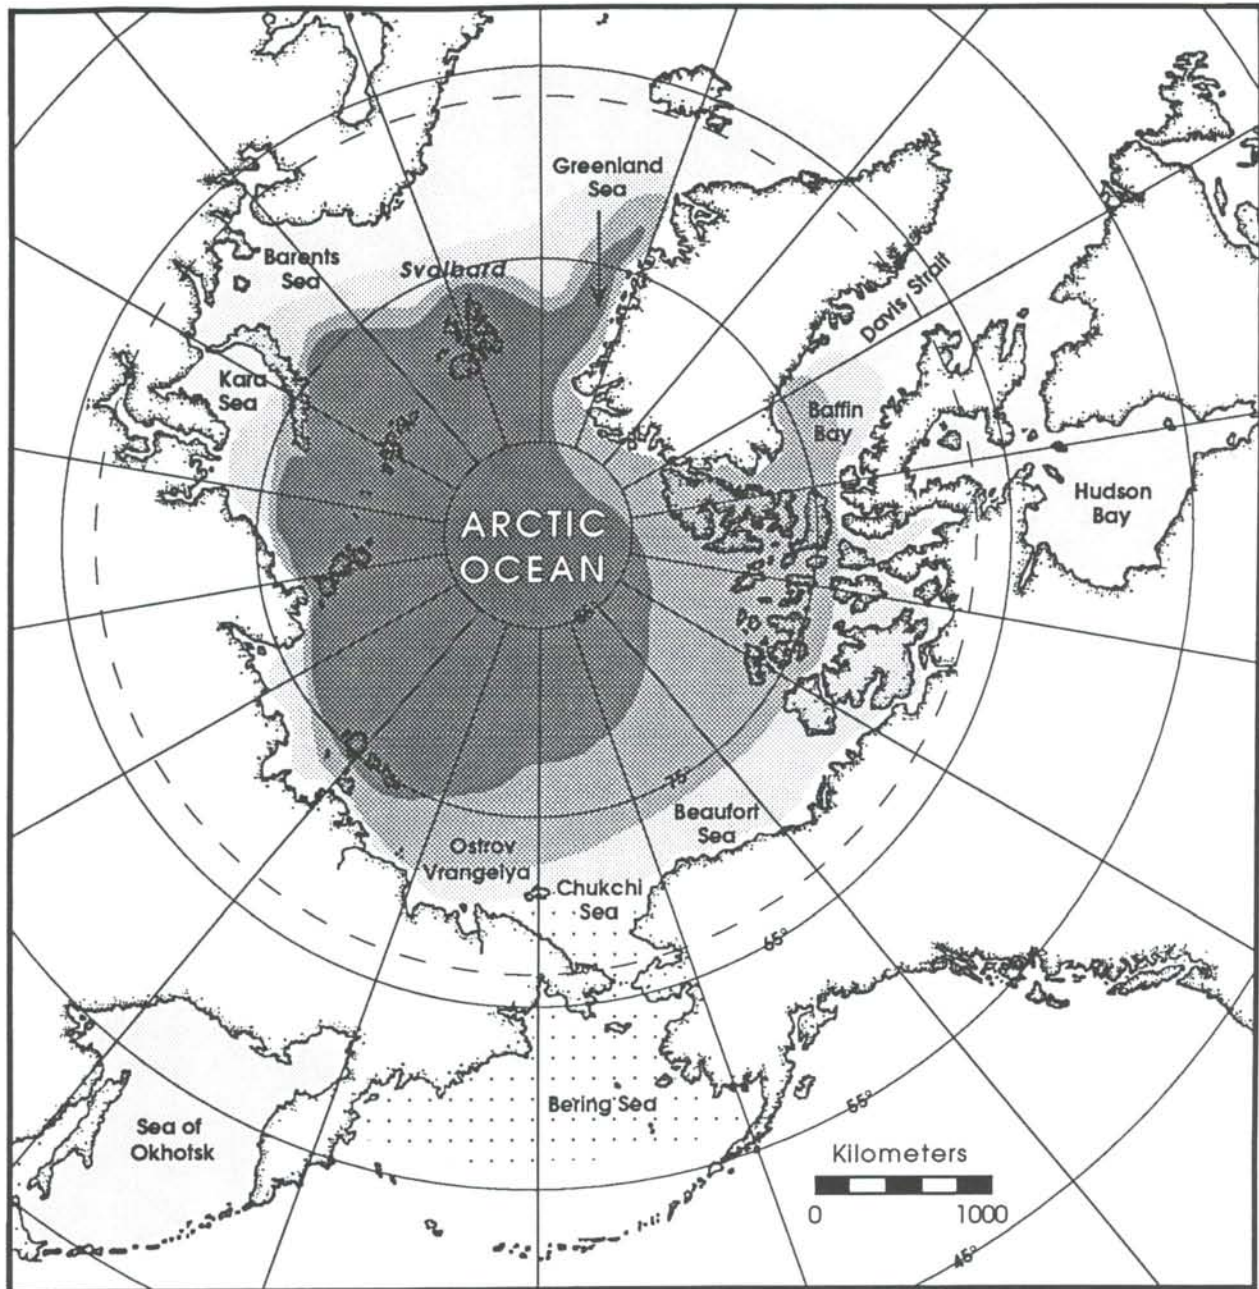 Greenland
Sea
Barents
Sea
Svalbard
Davis Strait
Kara
Sea
Baffin
Bay
Hudson
Bay
ARCTIC
OCEAN
75°
Beaufort
Sea
Ostrov
Vrangelya
Chukchi
Sea
65°
Bering Sea
55°
Sea of
Okhotsk
Kilometers
0 1000
45°